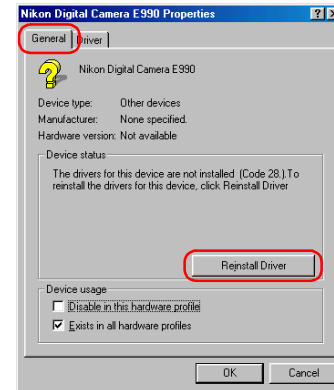 Nikon Digital Camera E990 Properties
General Driver
Nikon Digital Camera E990
Device type: Other devices
Manufacturer: None specified.
Hardware version: Not available
Device status
The drivers for this device are not installed (Code 28.).To
reinstall the drivers for this device, click Reinstall Driver
Reinstall Driver
Device usage
Disable in this hardware profile
Exists in all hardware profiles
OK Cancel